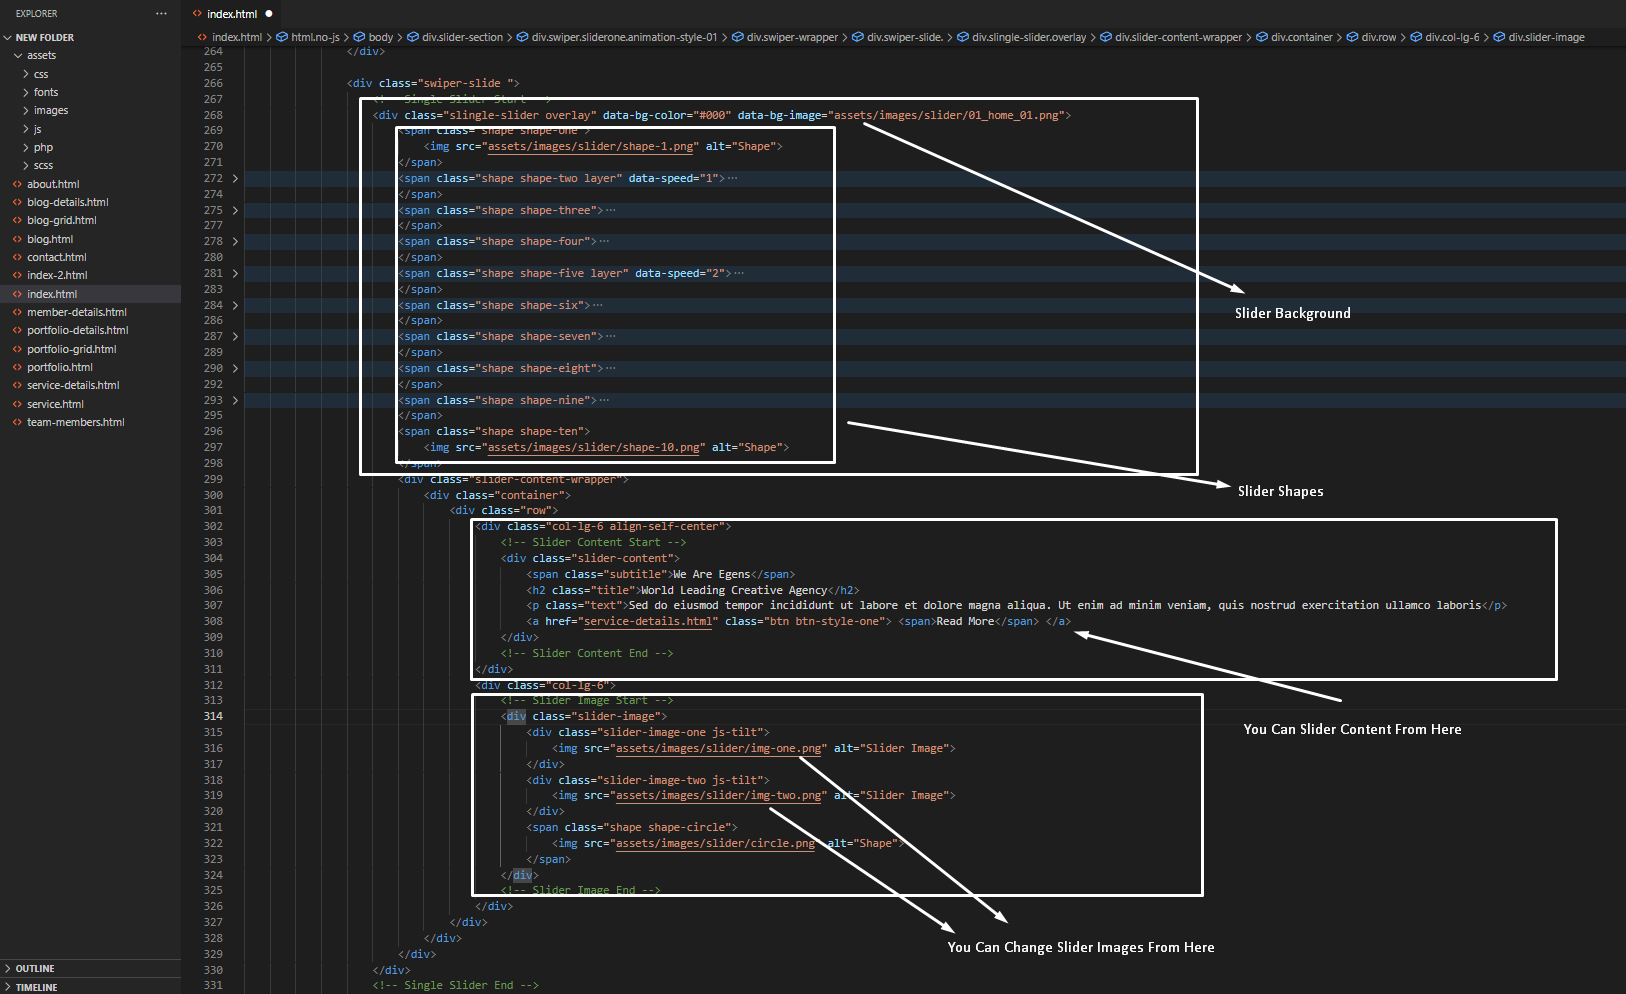 EXPLORER
NEW FOLDER
assets
css
fonts
images
js
php
scss
about.html
blog-details.html
blog-grid.html
blog.html
contact.html
index-2.html
index.html
member-details.html
portfolio-details.html
portfolio-grid.html
portfolio.html
service-details.html
service.html
team-members.html
OUTLINE
TIMELINE
index.html
index.html > html.no-js > body > div.slider-section > div.swiper.sliderone.animation-style-01 > div.swiper-wrapper > div.swiper-slide. > div.slingle-slider.overlay > div.slider-content-wrapper > div.container > div.row > div.col-lg-6 > div.slider-image
264 </div>
265
266 <div class="swiper-slide ">
267 <!-- Single Slider Start -->
268 <div class="slingle-slider overlay" data-bg-color="#000" data-bg-image="assets/images/slider/01_home_01.png">
269 <span class="shape shape-one">
270 <img src="assets/images/slider/shape-1.png" alt="Shape">
271 </span>
272 <span class="shape shape-two layer" data-speed="1">···
274 </span>
275 <span class="shape shape-three">···
277 </span>
278 <span class="shape shape-four">···
280 </span>
281 <span class="shape shape-five layer" data-speed="2">···
283 </span>
284 <span class="shape shape-six">···
286 </span>
287 <span class="shape shape-seven">···
289 </span>
290 <span class="shape shape-eight">···
292 </span>
293 <span class="shape shape-nine">···
295 </span>
296 <span class="shape shape-ten">
297 <img src="assets/images/slider/shape-10.png" alt="Shape">
298 </span>
299 <div class="slider-content-wrapper">
300 <div class="container">
301 <div class="row">
302 <div class="col-lg-6 align-self-center">
303 <!-- Slider Content Start -->
304 <div class="slider-content">
305 <span class="subtitle">We Are Egens</span>
306 <h2 class="title">World Leading Creative Agency</h2>
307 <p class="text">Sed do eiusmod tempor incididunt ut labore et dolore magna aliqua. Ut enim ad minim veniam, quis nostrud exercitation ullamco laboris</p>
308 <a href="service-details.html" class="btn btn-style-one"> <span>Read More</span> </a>
309 </div>
310 <!-- Slider Content End -->
311 </div>
312 <div class="col-lg-6">
313 <!-- Slider Image Start -->
314 <div class="slider-image">
315 <div class="slider-image-one js-tilt">
316 <img src="assets/images/slider/img-one.png" alt="Slider Image">
317 </div>
318 <div class="slider-image-two js-tilt">
319 <img src="assets/images/slider/img-two.png" alt="Slider Image">
320 </div>
321 <span class="shape shape-circle">
322 <img src="assets/images/slider/circle.png" alt="Shape">
323 </span>
324 </div>
325 <!-- Slider Image End -->
326 </div>
327 </div>
328 </div>
329 </div>
330 </div>
331 <!-- Single Slider End -->
Slider Background
Slider Shapes
You Can Slider Content From Here
You Can Change Slider Images From Here